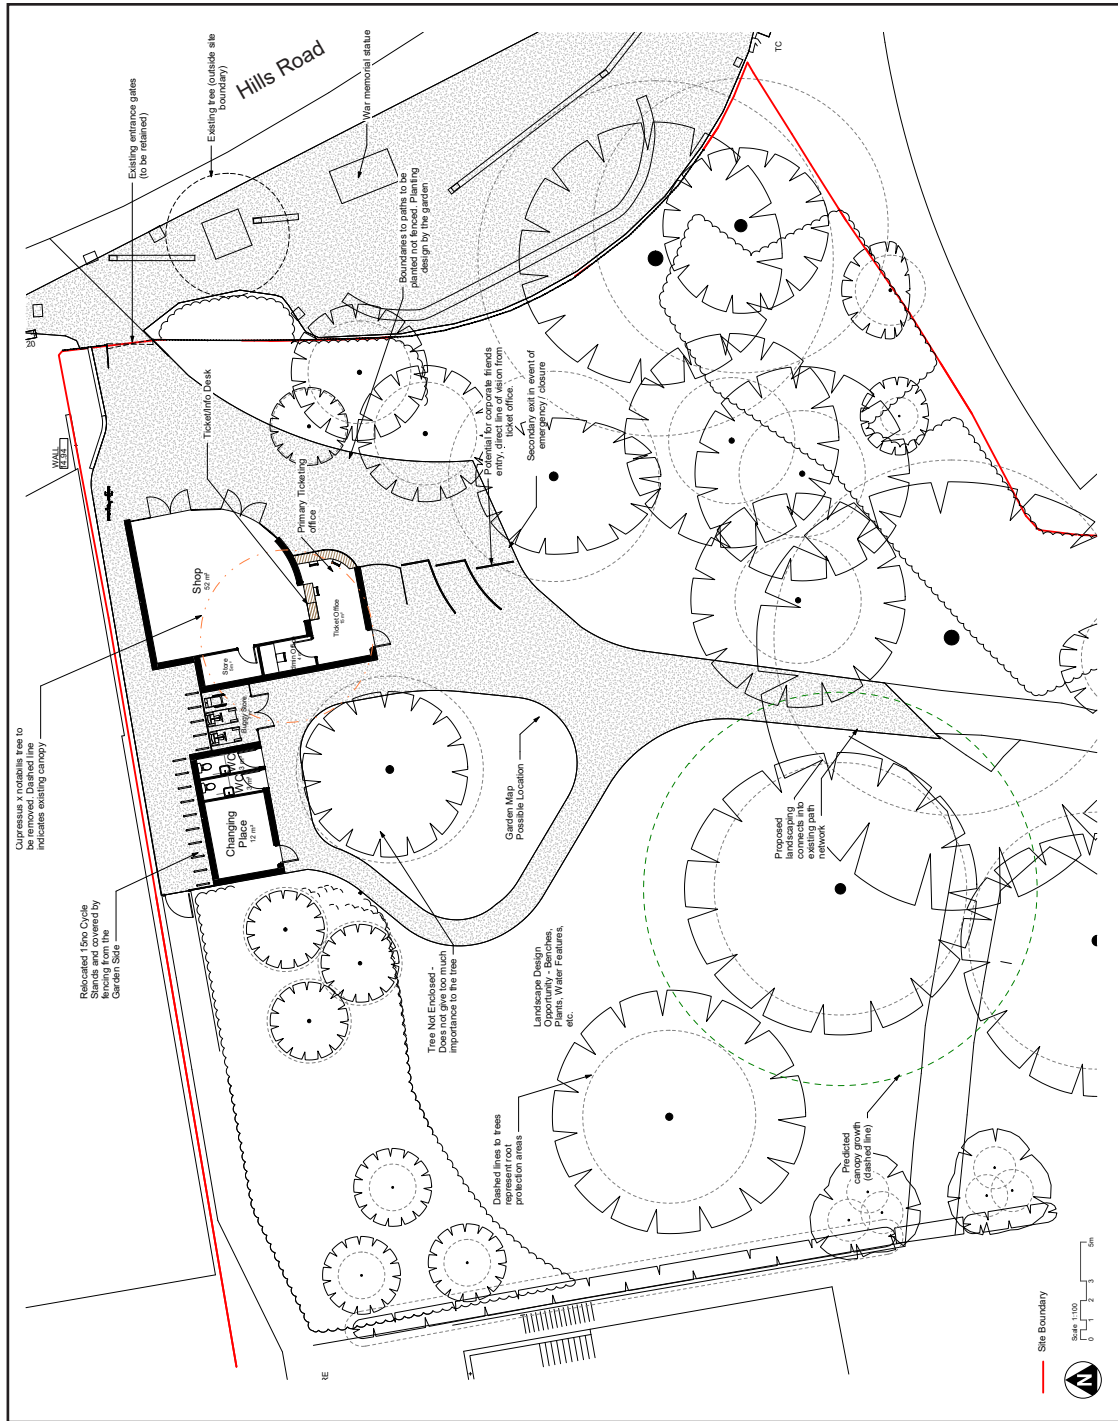 Hills Road
Existing entrance gates
(to be retained)
Existing tree (outside site
boundary)
War memorial statue
Boundaries to paths to be
planted not fenced. Planting
design by the garden
Ticket/Info Desk
Primary Ticketing
office
Potential for corporate friends
entry, direct line of vision from
ticket office.
Secondary exit in event of
emergency / closure
TC
WALL
14.94
Cupressus x notabilis tree to
be removed. Dashed line
indicates existing canopy
Shop
52 m²
Ticket Office
Store
Buggy Store
WC
WC
Changing
Place
12 m²
Relocated 15no Cycle
Stands and covered by
fencing from the
Garden Side
Tree Not Enclosed -
Does not give too much
importance to the tree
Garden Map
Possible Location
Landscape Design
Opportunity - Benches,
Plants, Water Features,
etc.
Proposed
landscaping
connects into
existing path
network
Dashed lines to trees
represent root
protection areas
Predicted
canopy growth
(dashed line)
RE
Site Boundary
Scale 1:100
0 1 2 3 5m
N